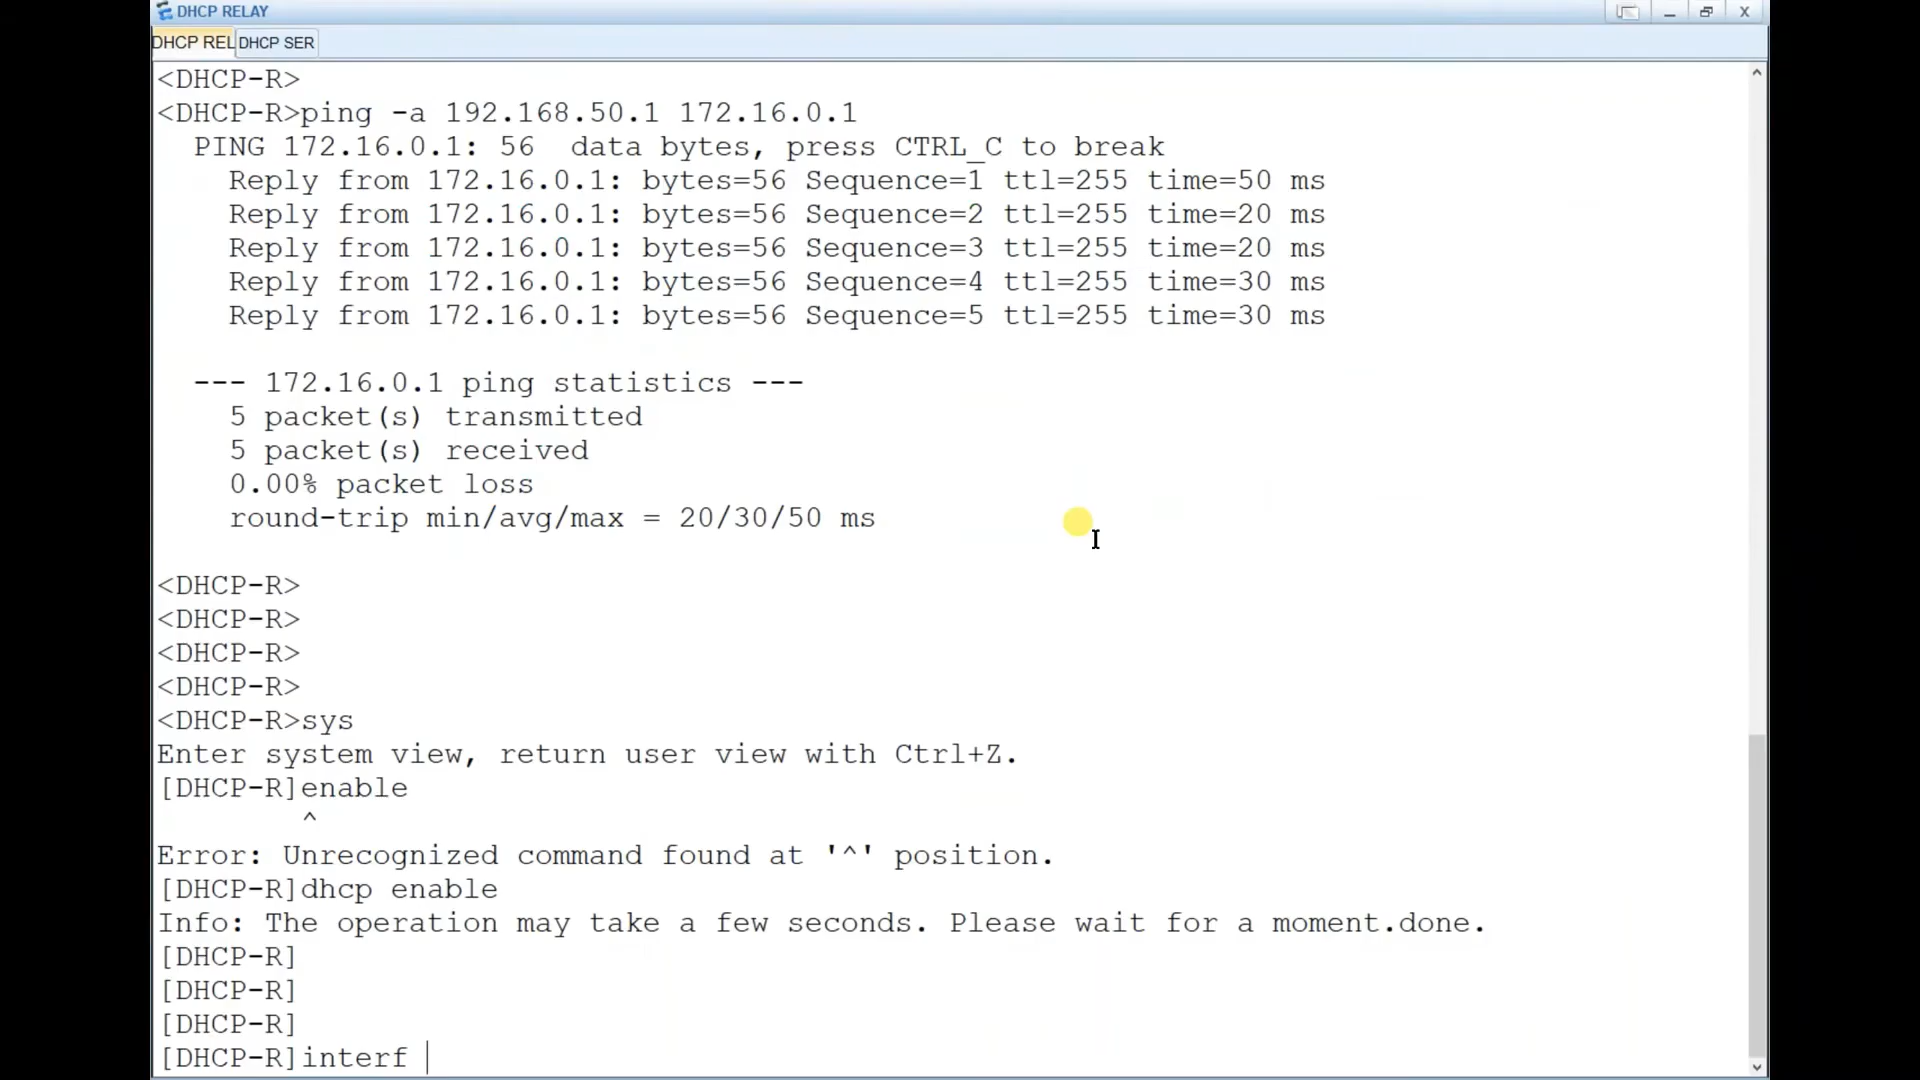 DHCP RELAY
DHCP REL DHCP SER
<DHCP-R>
<DHCP-R>ping -a 192.168.50.1 172.16.0.1
  PING 172.16.0.1: 56  data bytes, press CTRL_C to break
    Reply from 172.16.0.1: bytes=56 Sequence=1 ttl=255 time=50 ms
    Reply from 172.16.0.1: bytes=56 Sequence=2 ttl=255 time=20 ms
    Reply from 172.16.0.1: bytes=56 Sequence=3 ttl=255 time=20 ms
    Reply from 172.16.0.1: bytes=56 Sequence=4 ttl=255 time=30 ms
    Reply from 172.16.0.1: bytes=56 Sequence=5 ttl=255 time=30 ms
  --- 172.16.0.1 ping statistics ---
    5 packet(s) transmitted
    5 packet(s) received
    0.00% packet loss
    round-trip min/avg/max = 20/30/50 ms
<DHCP-R>
<DHCP-R>
<DHCP-R>
<DHCP-R>
<DHCP-R>sys
Enter system view, return user view with Ctrl+Z.
[DHCP-R]enable
        ^
Error: Unrecognized command found at '^' position.
[DHCP-R]dhcp enable
Info: The operation may take a few seconds. Please wait for a moment.done.
[DHCP-R]
[DHCP-R]
[DHCP-R]
[DHCP-R]interf